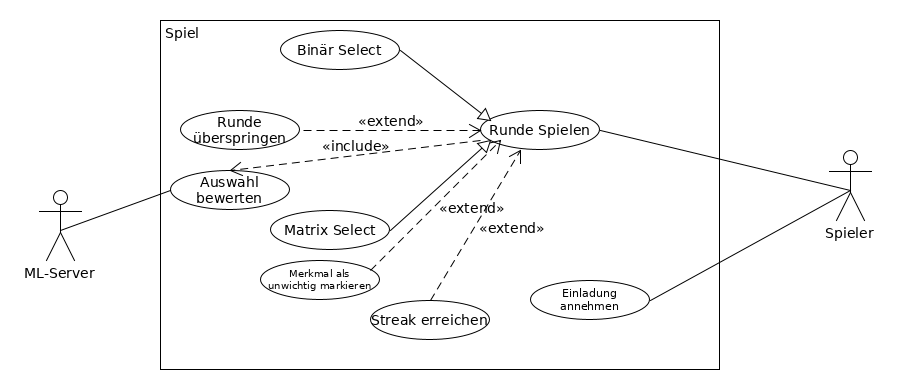 Spiel
Binär Select
Runde
überspringen
«extend»
Runde Spielen
«include»
Auswahl
bewerten
Matrix Select
«extend»
«extend»
ML-Server
Spieler
Merkmal als
unwichtig markieren
Einladung
annehmen
Streak erreichen